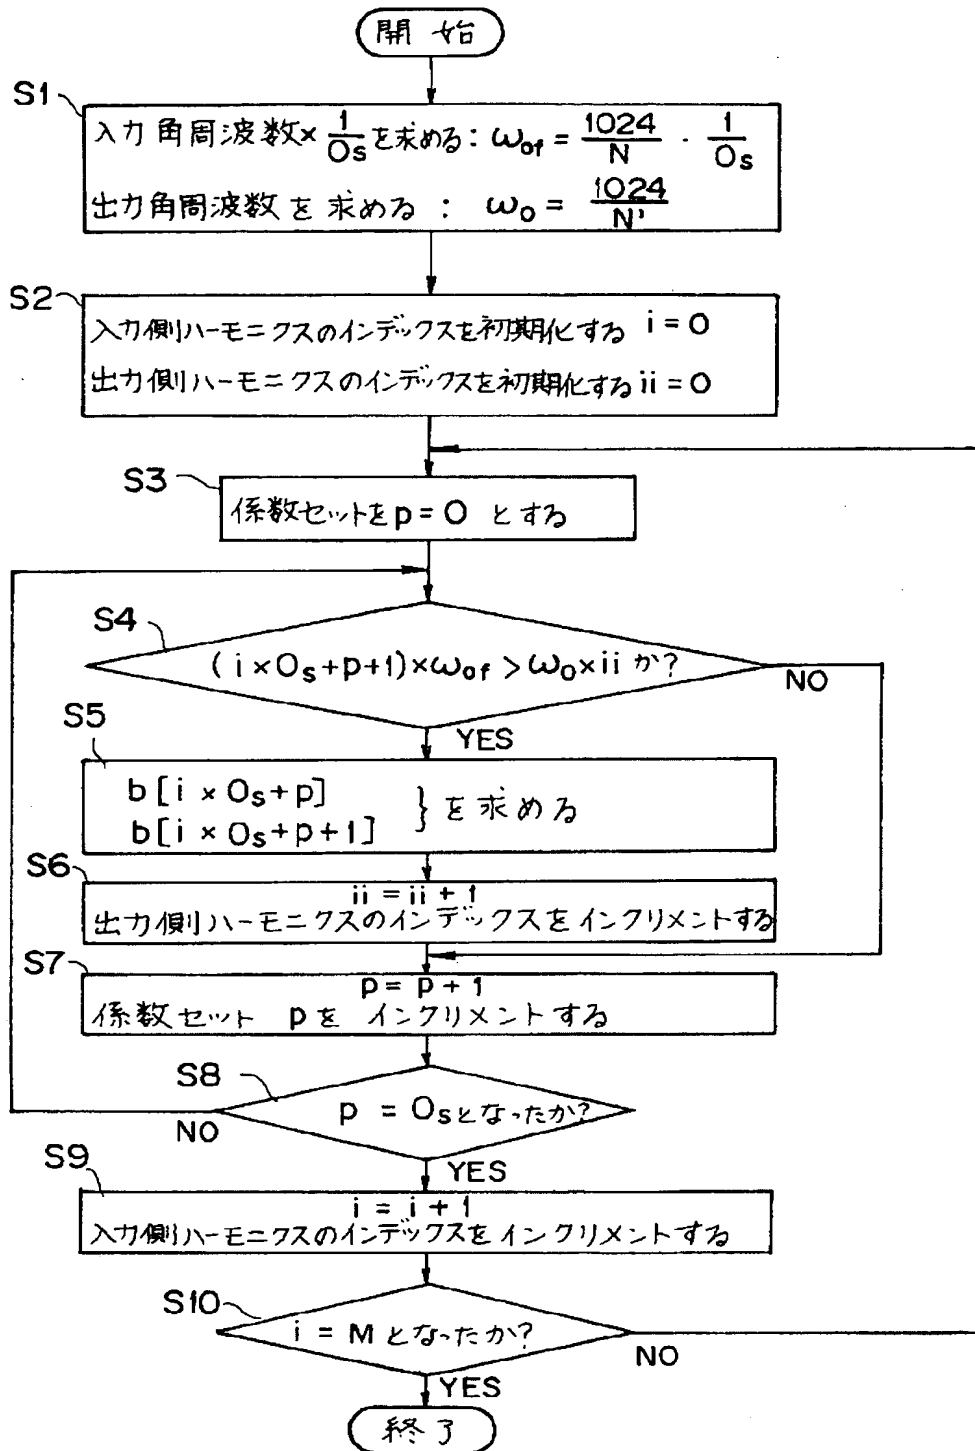 開始
S1
入力角周波数×1/Osを求める: ωof = 1024/N · 1/Os
出力角周波数を求める : ωo = 1024/N'
S2
入力側ハーモニクスのインデックスを初期化する i = 0
出力側ハーモニクスのインデックスを初期化する ii = 0
S3
係数セットをp = 0 とする
S4
(i × Os + p + 1) × ωof > ωo × ii か?
NO
YES
S5
b[i × Os + p]
b[i × Os + p + 1] } を求める
S6
ii = ii + 1
出力側ハーモニクスのインデックスをインクリメントする
S7
p = p + 1
係数セット pを インクリメントする
S8
p = Osとなったか?
NO
YES
S9
i = i + 1
入力側ハーモニクスのインデックスをインクリメントする
S10
i = M となったか?
NO
YES
終了